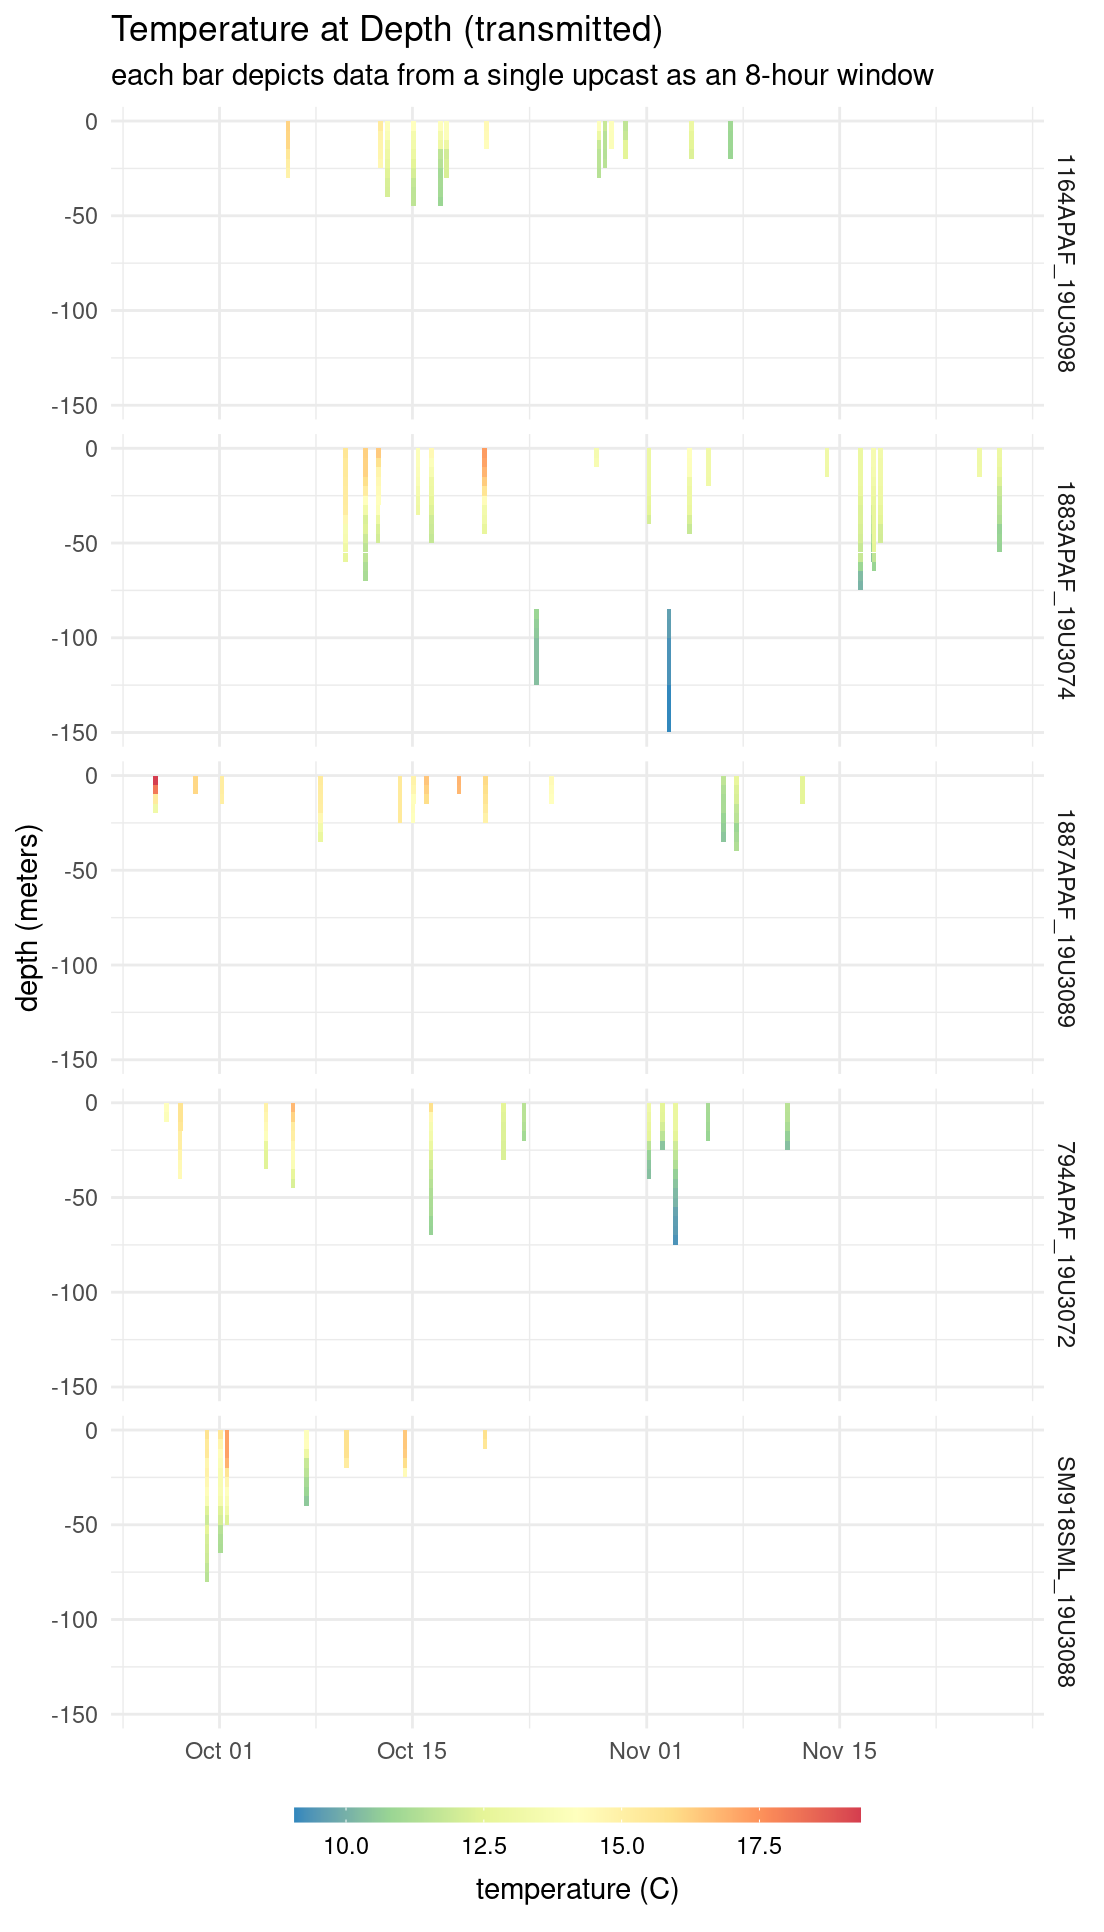 Temperature at Depth (transmitted)
each bar depicts data from a single upcast as an 8-hour window
0
-50
-100
-150
1164APAF_19U3098
0
-50
-100
-150
1883APAF_19U3074
0
-50
-100
-150
1887APAF_19U3089
0
-50
-100
-150
794APAF_19U3072
0
-50
-100
-150
SM918SML_19U3088
depth (meters)
Oct 01
Oct 15
Nov 01
Nov 15
10.0
12.5
15.0
17.5
temperature (C)